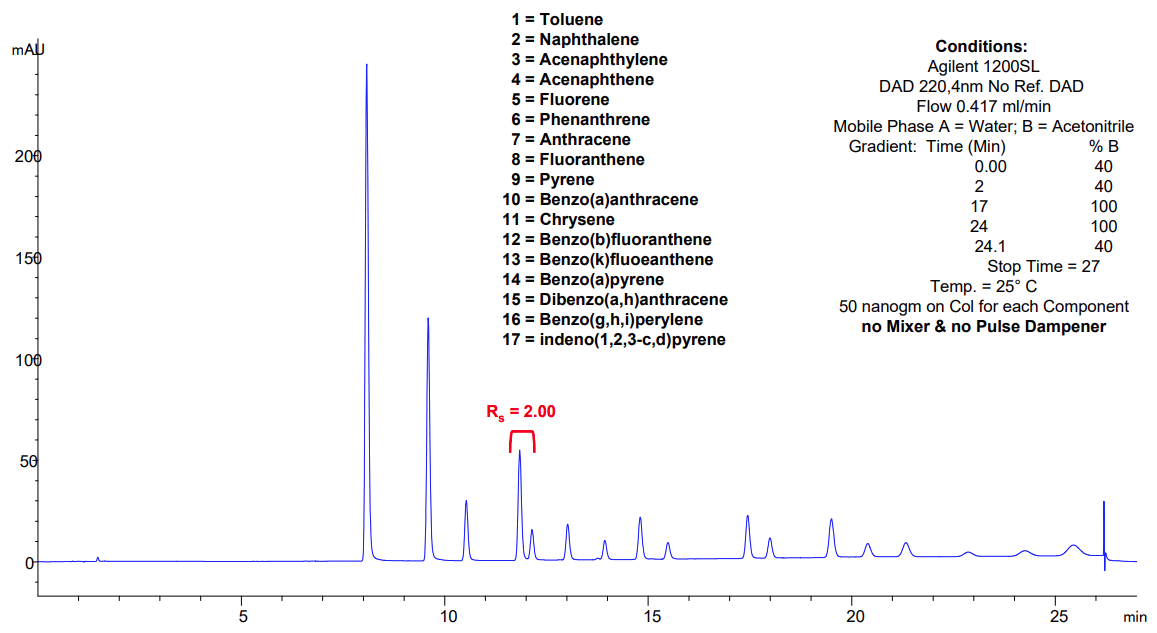 mAU
200
150
100
50
0
5
10
15
20
25
min
1 = Toluene
2 = Naphthalene
3 = Acenaphthylene
4 = Acenaphthene
5 = Fluorene
6 = Phenanthrene
7 = Anthracene
8 = Fluoranthene
9 = Pyrene
10 = Benzo(a)anthracene
11 = Chrysene
12 = Benzo(b)fluoranthene
13 = Benzo(k)fluoeanthene
14 = Benzo(a)pyrene
15 = Dibenzo(a,h)anthracene
16 = Benzo(g,h,i)perylene
17 = indeno(1,2,3-c,d)pyrene
Rs = 2.00
Conditions:
Agilent 1200SL
DAD 220,4nm No Ref. DAD
Flow 0.417 ml/min
Mobile Phase A = Water; B = Acetonitrile
Gradient: Time (Min) % B
0.00 40
2 40
17 100
24 100
24.1 40
Stop Time = 27
Temp. = 25° C
50 nanogm on Col for each Component
no Mixer & no Pulse Dampener